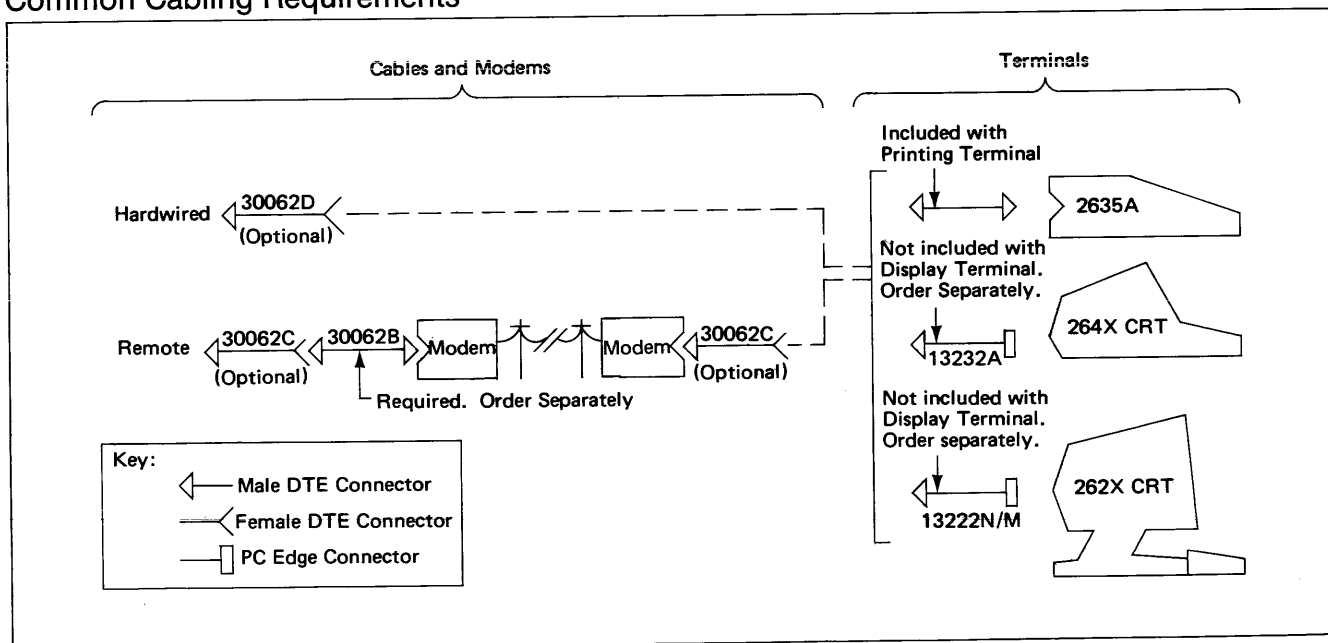 Common Cabling Requirements
Cables and Modems
Terminals
Included with
Printing Terminal
Hardwired
30062D
(Optional)
2635A
Not included with
Display Terminal.
Order Separately.
264X CRT
13232A
Remote
30062C
(Optional)
30062B
Modem
Modem
30062C
(Optional)
Required. Order Separately
Not included with
Display Terminal.
Order separately.
262X CRT
13222N/M
Key:
Male DTE Connector
Female DTE Connector
PC Edge Connector